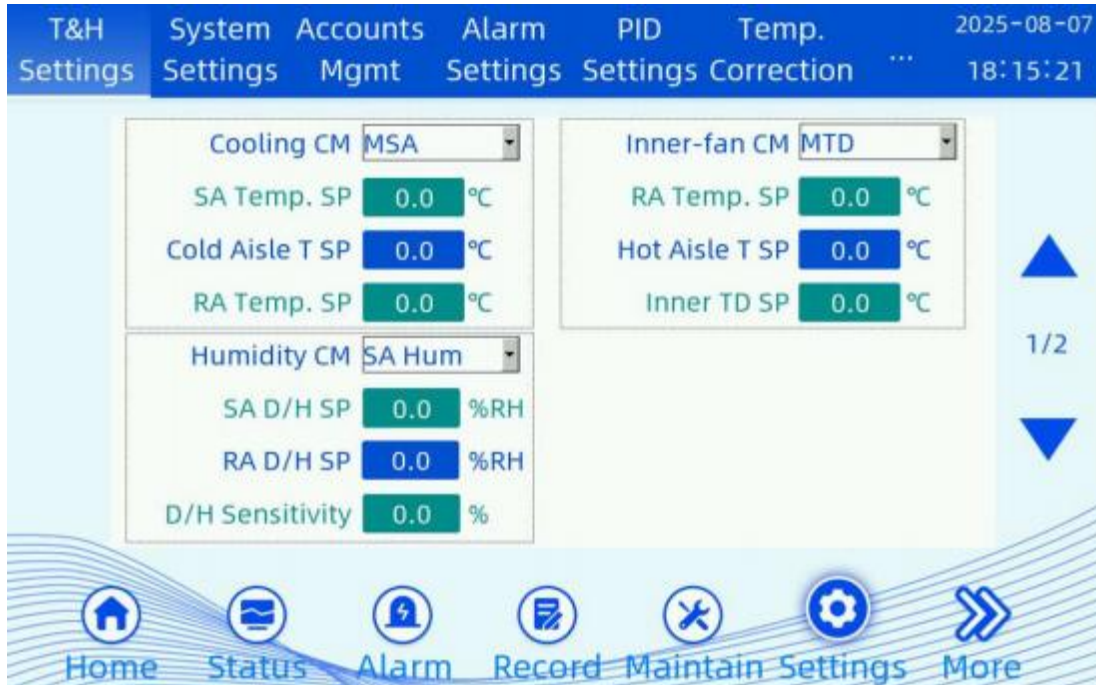 T&H Settings
System Settings
Accounts Mgmt
Alarm Settings
PID Settings
Temp. Correction
...
2025-08-07
18:15:21
Cooling CM MSA
SA Temp. SP 0.0 ℃
Cold Aisle T SP 0.0 ℃
RA Temp. SP 0.0 ℃
Inner-fan CM MTD
RA Temp. SP 0.0 ℃
Hot Aisle T SP 0.0 ℃
Inner TD SP 0.0 ℃
Humidity CM SA Hum
SA D/H SP 0.0 %RH
RA D/H SP 0.0 %RH
D/H Sensitivity 0.0 %
1/2
Home Status Alarm Record Maintain Settings More